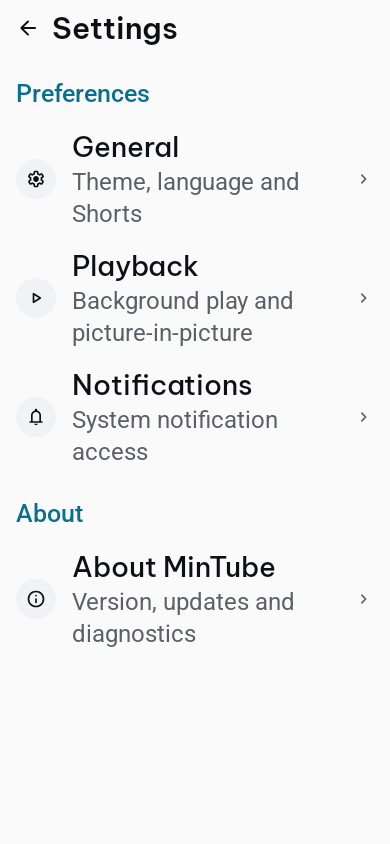 Settings
Preferences
General
Theme, language and
Shorts
Playback
Background play and
picture-in-picture
Notifications
System notification
access
About
About MinTube
Version, updates and
diagnostics